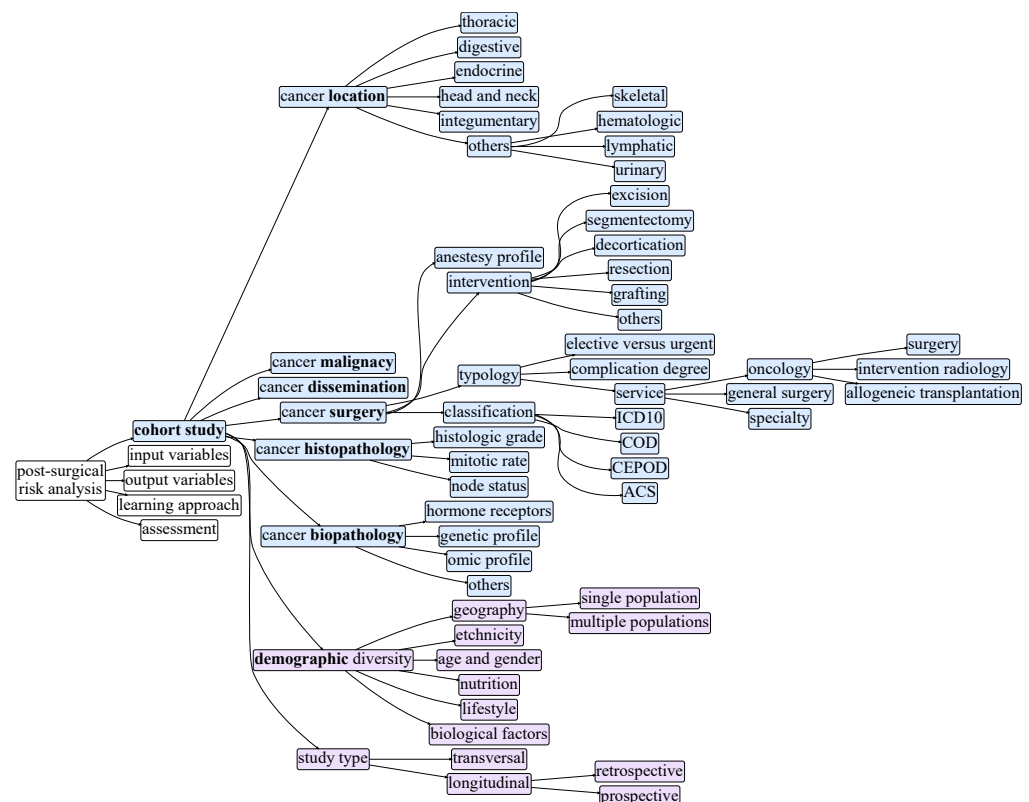 thoracic
digestive
endocrine
cancer location
head and neck
skeletal
integumentary
hematologic
others
lymphatic
urinary
excision
segmentectomy
decortication
anestesy profile
resection
intervention
grafting
others
elective versus urgent
surgery
cancer malignacy
complication degree
oncology
intervention radiology
typology
cancer dissemination
service
general surgery
allogeneic transplantation
cancer surgery
classification
ICD10
specialty
cohort study
histologic grade
COD
input variables
cancer histopathology
mitotic rate
CEPOD
post-surgical
risk analysis
output variables
node status
ACS
learning approach
hormone receptors
assessment
cancer biopathology
genetic profile
omic profile
others
geography
single population
multiple populations
etchnicity
demographic diversity
age and gender
nutrition
lifestyle
biological factors
study type
transversal
retrospective
longitudinal
prospective